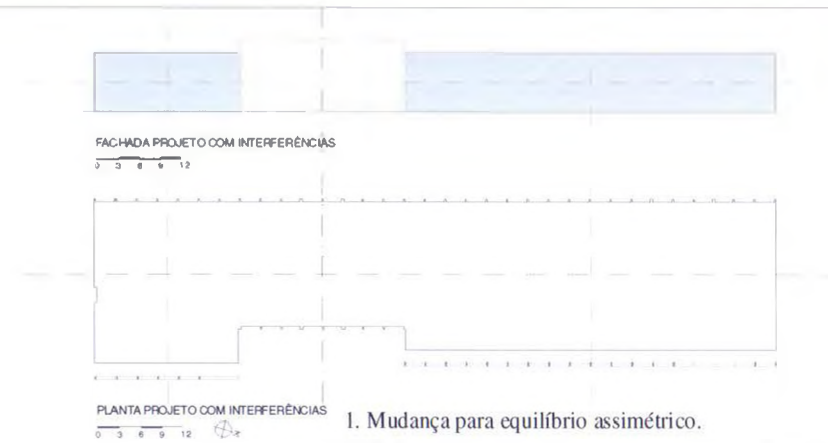 FACHADA PROJETO COM INTERFERÊNCIAS
0 3 6 9 12
PLANTA PROJETO COM INTERFERÊNCIAS
0 3 6 9 12
1. Mudança para equilíbrio assimétrico.